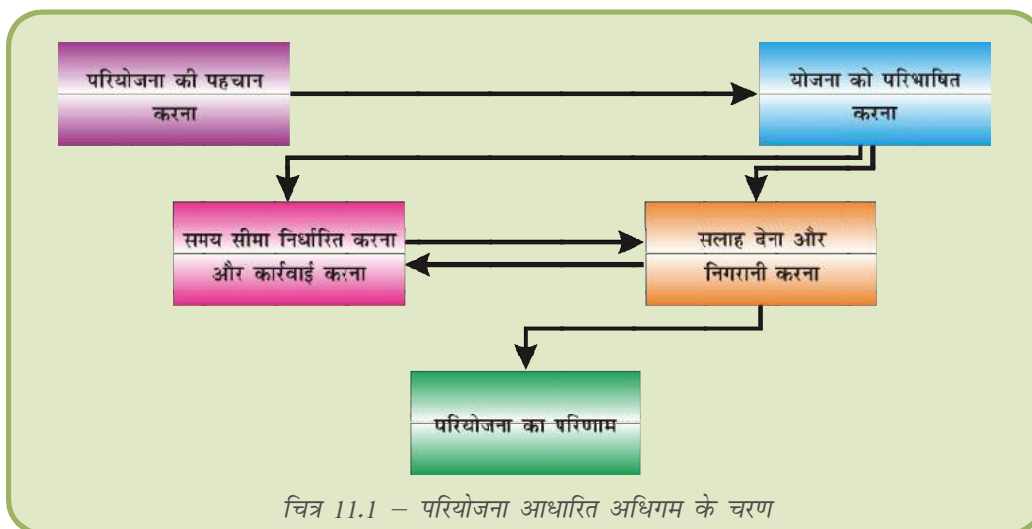 परियोजना की पहचान
करना
योजना को परिभाषित
करना
समय सीमा निर्धारित करना
और कार्रवाई करना
सलाह देना और
निगरानी करना
परियोजना का परिणाम
चित्र 11.1 – परियोजना आधारित अधिगम के चरण